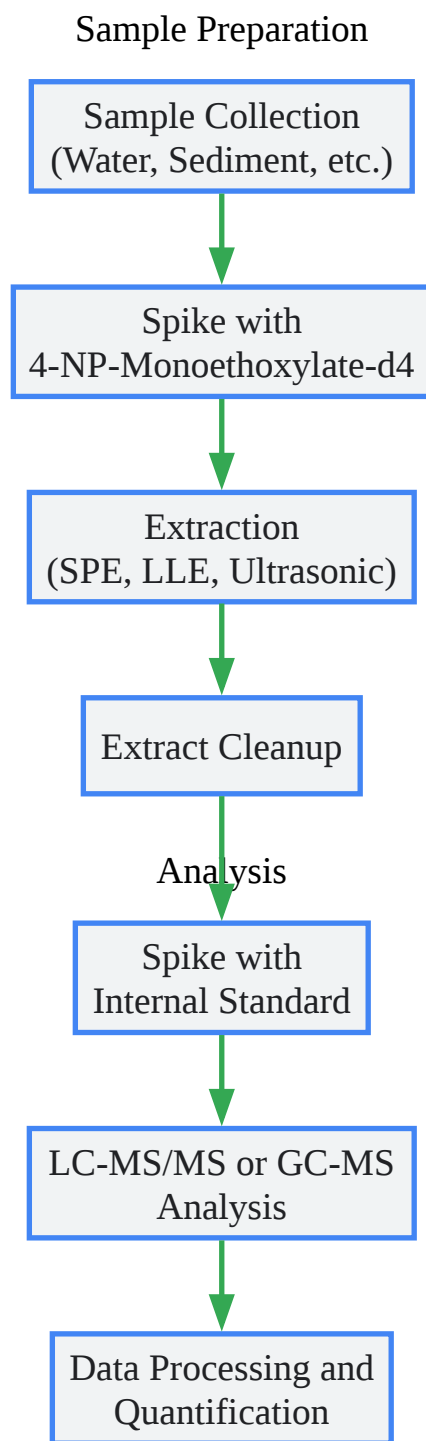 Sample Preparation
Sample Collection
(Water, Sediment, etc.)
Spike with
4-NP-Monoethoxylate-d4
Extraction
(SPE, LLE, Ultrasonic)
Extract Cleanup
Analysis
Spike with
Internal Standard
LC-MS/MS or GC-MS
Analysis
Data Processing and
Quantification